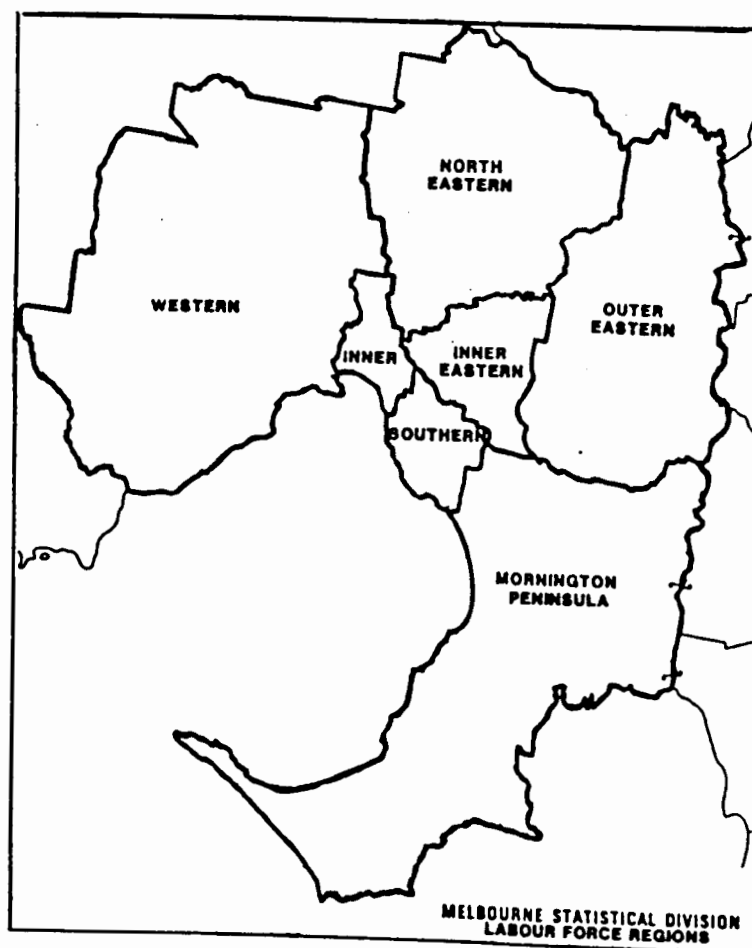 NORTH
EASTERN
WESTERN
OUTER
EASTERN
INNER
INNER
EASTERN
SOUTHERN
MORNINGTON
PENINSULA
MELBOURNE STATISTICAL DIVISION
LABOUR FORCE REGIONS